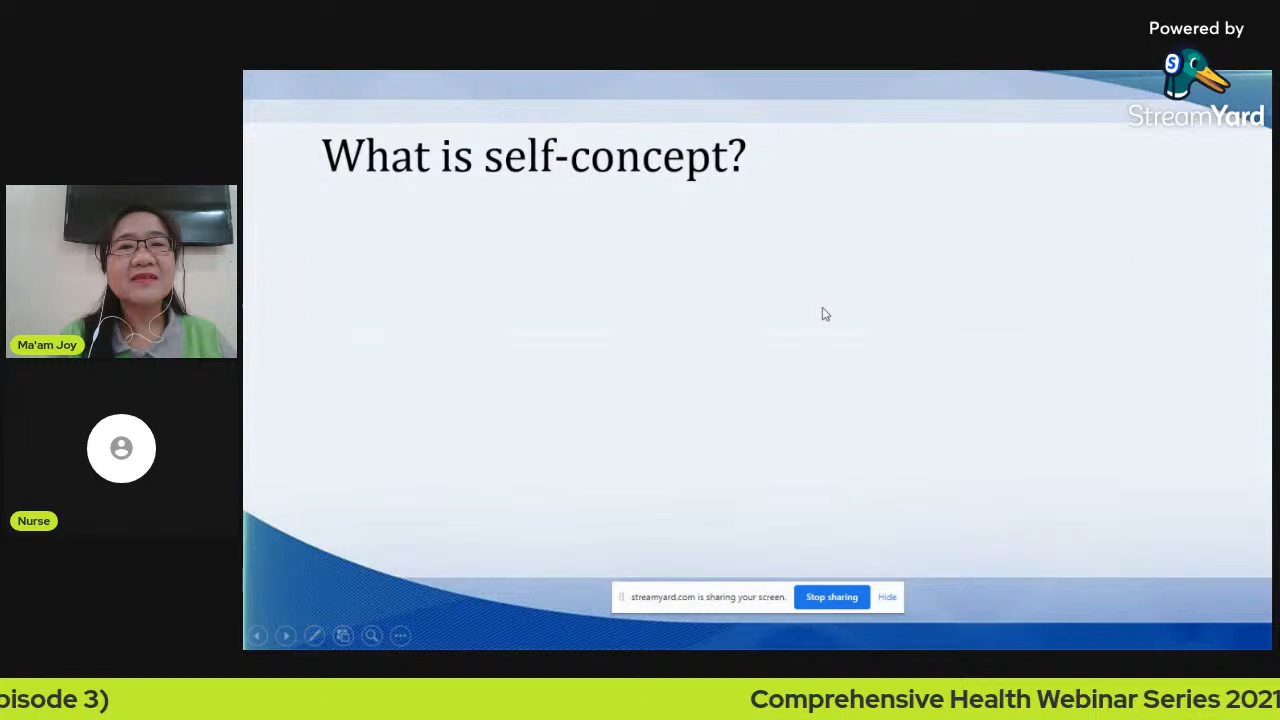 Powered by
S
StreamYard
What is self-concept?
Ma'am Joy
Nurse
streamyard.com is sharing your screen.
Stop sharing
Hide
pisode 3)
Comprehensive Health Webinar Series 2021